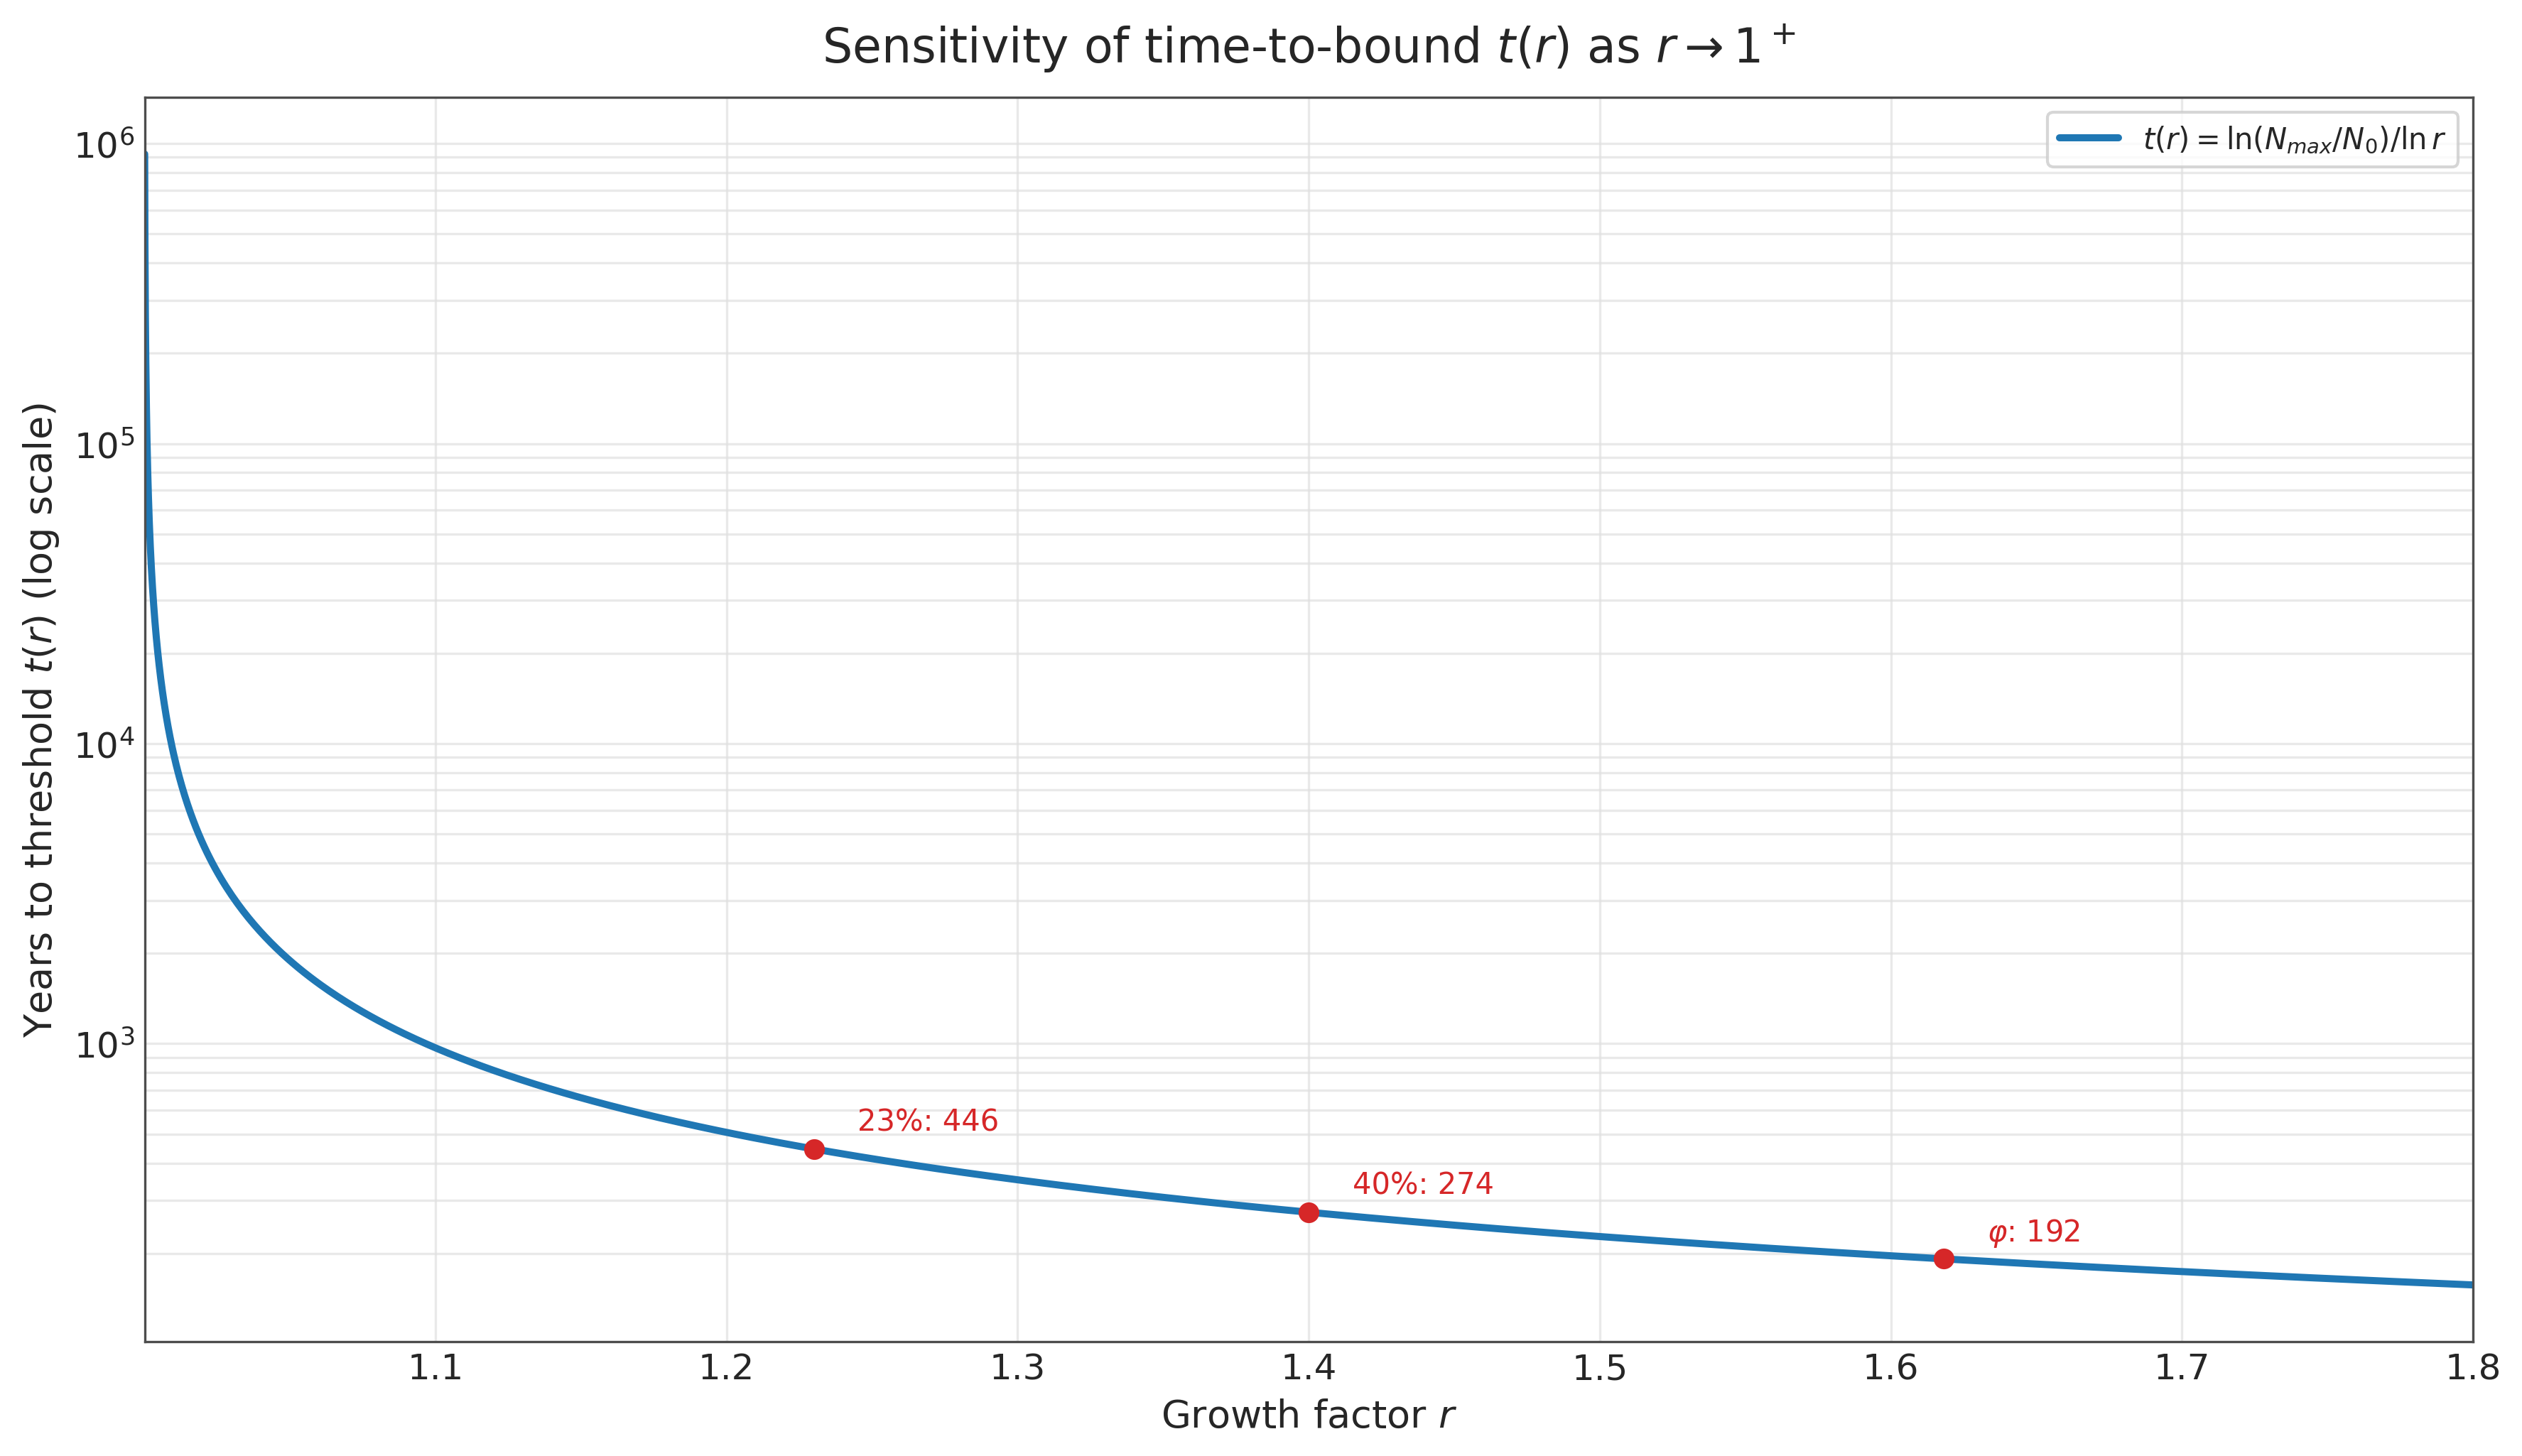 Sensitivity of time-to-bound t(r) as r→1⁺
t(r) = ln(N_max/N_0)/ln r
Years to threshold t(r) (log scale)
10⁶
10⁵
10⁴
10³
23%: 446
40%: 274
φ: 192
1.1 1.2 1.3 1.4 1.5 1.6 1.7 1.8
Growth factor r